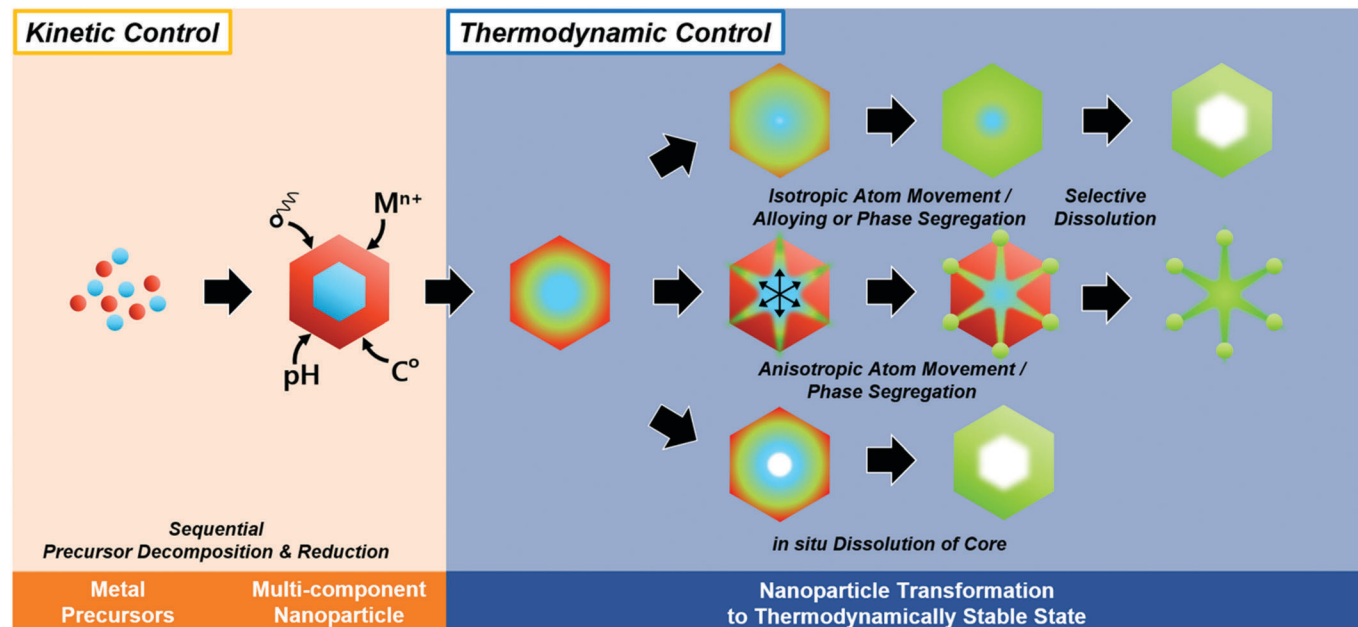 Kinetic Control
Thermodynamic Control
Isotropic Atom Movement /
Alloying or Phase Segregation
Selective
Dissolution
Mⁿ⁺
pH
Cº
Anisotropic Atom Movement /
Phase Segregation
in situ Dissolution of Core
Sequential
Precursor Decomposition & Reduction
Metal
Precursors
Multi-component
Nanoparticle
Nanoparticle Transformation
to Thermodynamically Stable State